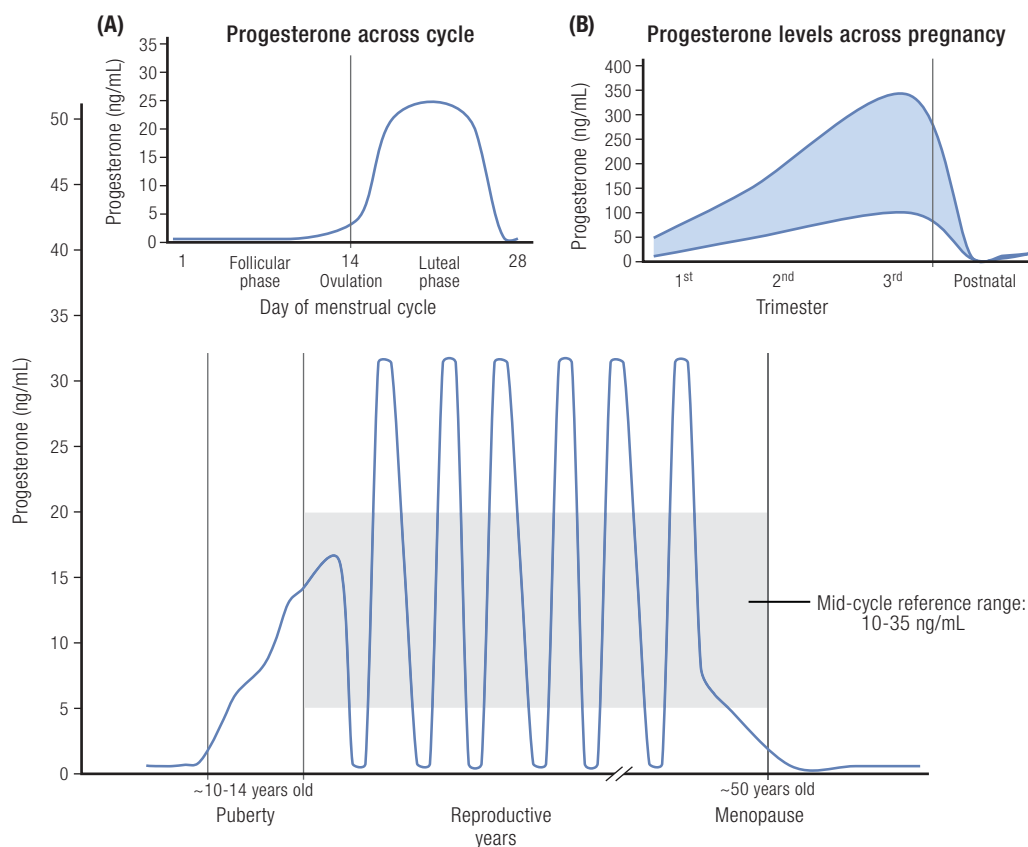 (A)
Progesterone across cycle
Progesterone (ng/mL)
35
30
25
20
15
10
5
0
1
14
28
Follicular
phase
Ovulation
Luteal
phase
Day of menstrual cycle
(B)
Progesterone levels across pregnancy
Progesterone (ng/mL)
400
350
300
250
200
150
100
50
0
1st
2nd
3rd
Postnatal
Trimester
Progesterone (ng/mL)
50
45
40
35
30
25
20
15
10
5
0
Mid-cycle reference range:
10-35 ng/mL
~10-14 years old
~50 years old
Puberty
Reproductive
years
Menopause